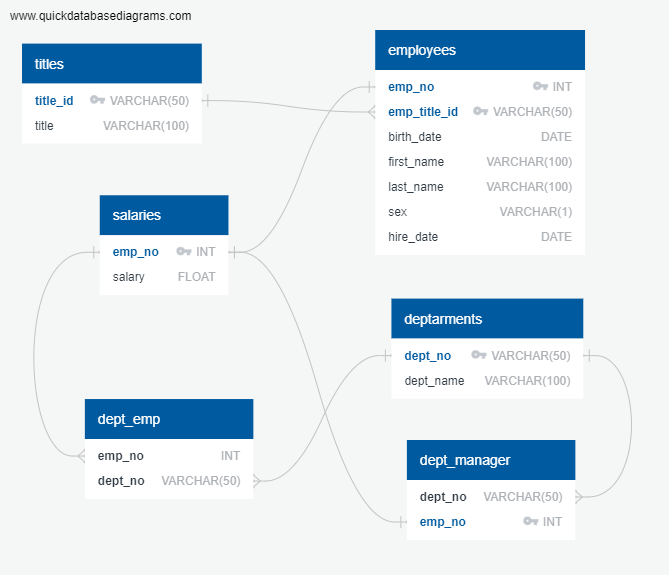 www.quickdatabasediagrams.com
titles
title_id VARCHAR(50)
title VARCHAR(100)
employees
emp_no INT
emp_title_id VARCHAR(50)
birth_date DATE
first_name VARCHAR(100)
last_name VARCHAR(100)
sex VARCHAR(1)
hire_date DATE
salaries
emp_no INT
salary FLOAT
deptarments
dept_no VARCHAR(50)
dept_name VARCHAR(100)
dept_emp
emp_no INT
dept_no VARCHAR(50)
dept_manager
dept_no VARCHAR(50)
emp_no INT